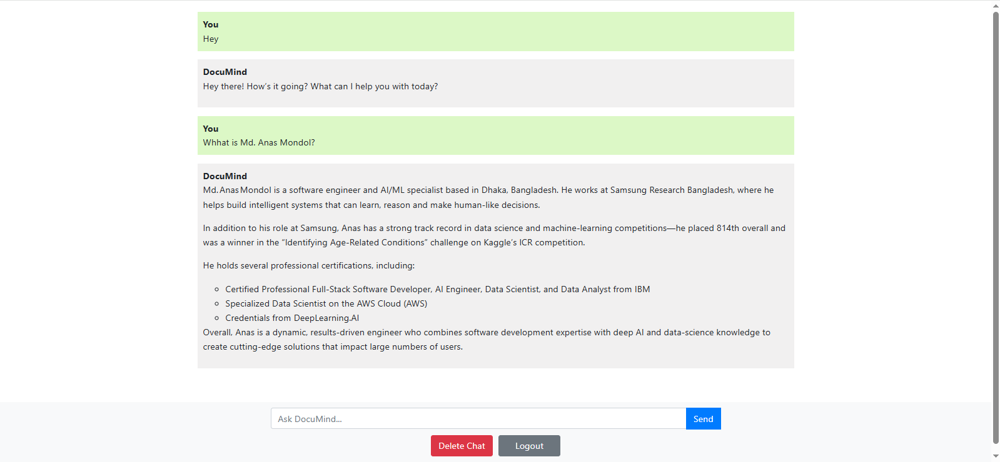 You
Hey
DocuMind
Hey there! How’s it going? What can I help you with today?
You
Whhat is Md. Anas Mondol?
DocuMind
Md. Anas Mondol is a software engineer and AI/ML specialist based in Dhaka, Bangladesh. He works at Samsung Research Bangladesh, where he
helps build intelligent systems that can learn, reason and make human-like decisions.
In addition to his role at Samsung, Anas has a strong track record in data science and machine-learning competitions—he placed 814th overall and
was a winner in the “Identifying Age-Related Conditions” challenge on Kaggle’s ICR competition.
He holds several professional certifications, including:
Certified Professional Full-Stack Software Developer, AI Engineer, Data Scientist, and Data Analyst from IBM
Specialized Data Scientist on the AWS Cloud (AWS)
Credentials from DeepLearning.AI
Overall, Anas is a dynamic, results-driven engineer who combines software development expertise with deep AI and data-science knowledge to
create cutting-edge solutions that impact large numbers of users.
Ask DocuMind...
Send
Delete Chat
Logout